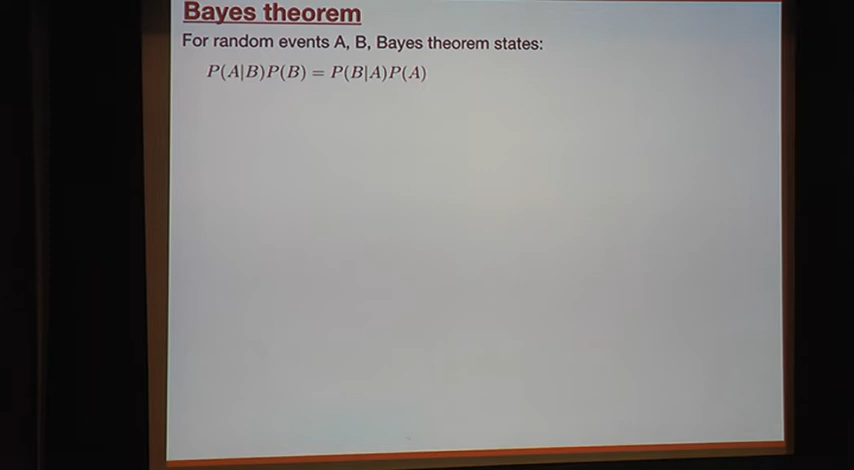 Bayes theorem
For random events A, B, Bayes theorem states:
P(A|B)P(B) = P(B|A)P(A)